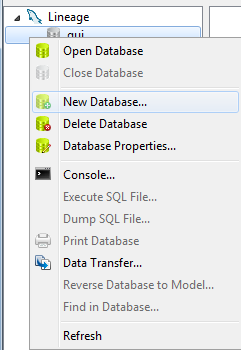 Lineage
gui
Open Database
Close Database
New Database...
Delete Database
Database Properties...
Console...
Execute SQL File...
Dump SQL File...
Print Database
Data Transfer...
Reverse Database to Model...
Find in Database...
Refresh